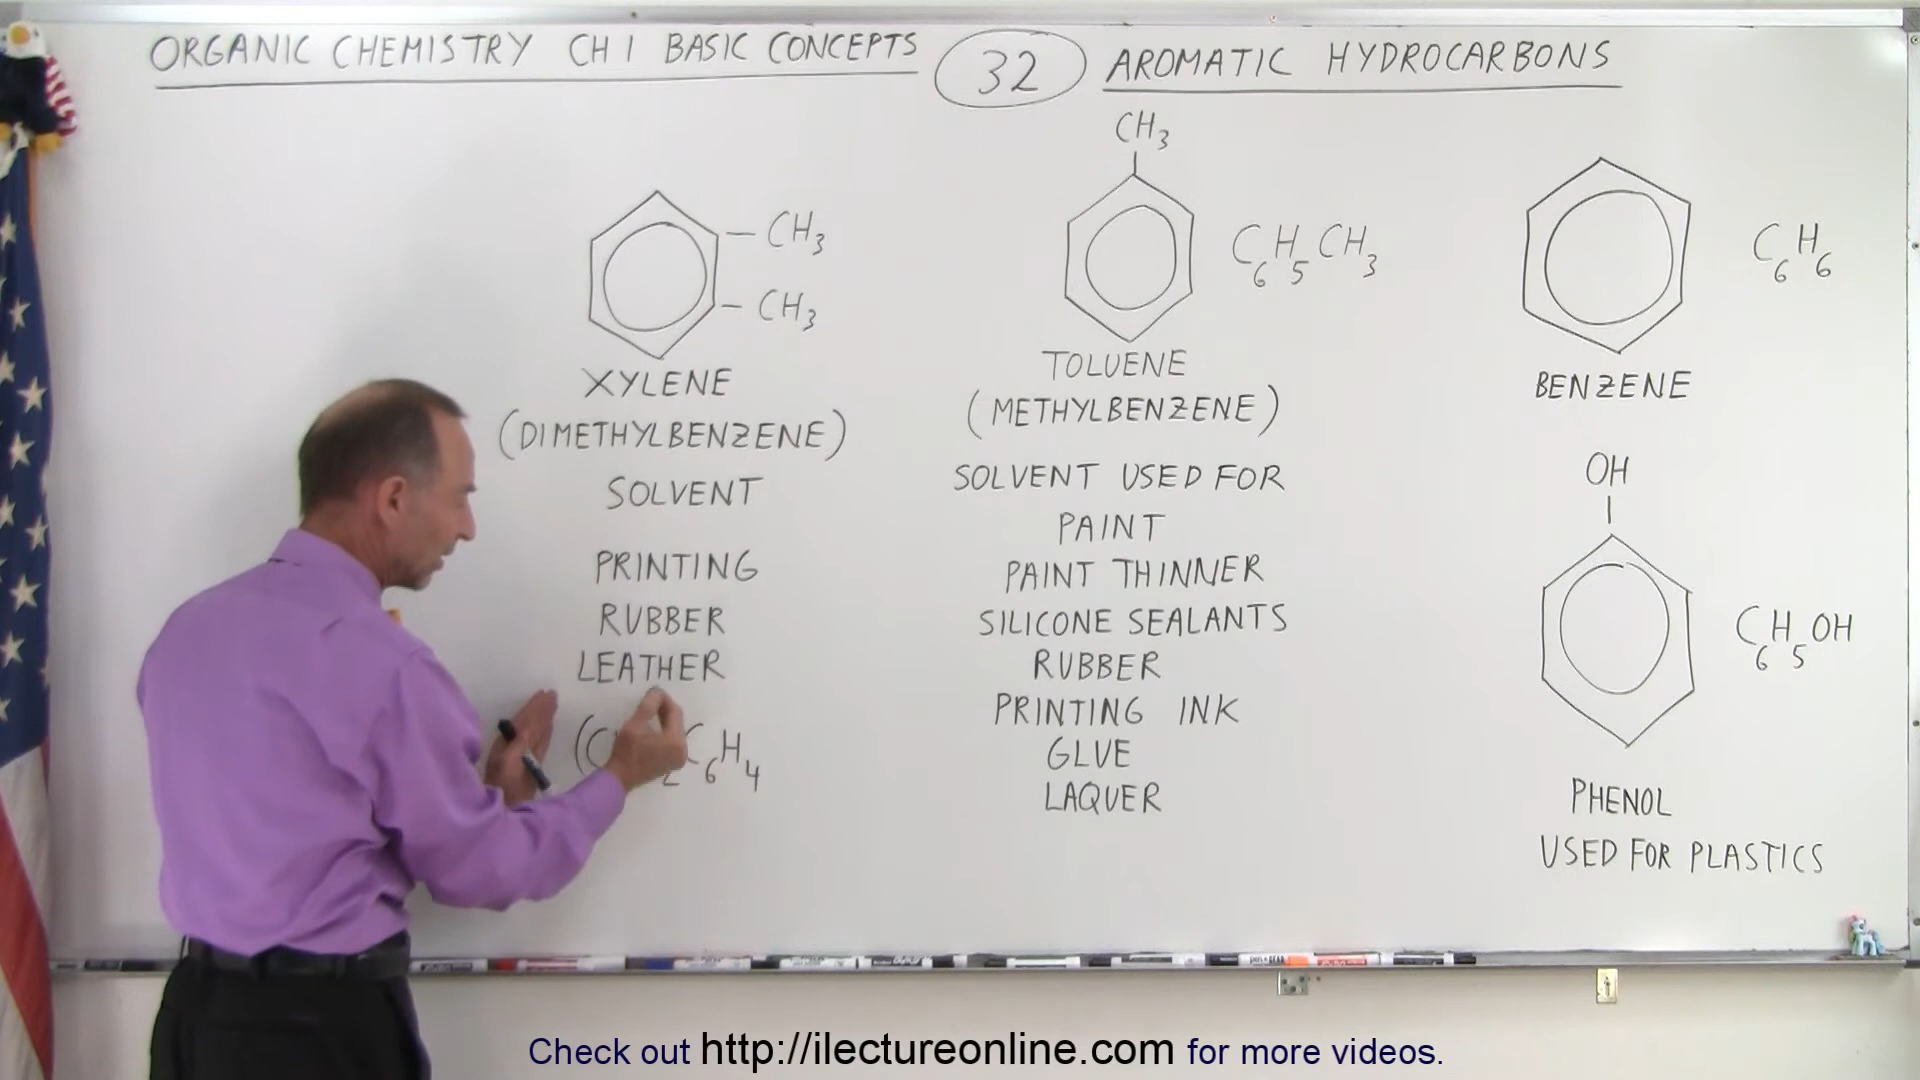 ORGANIC CHEMISTRY CH 1 BASIC CONCEPTS 32 AROMATIC HYDROCARBONS
CH3
CH3
CH3
XYLENE
(DIMETHYLBENZENE)
SOLVENT
PRINTING
RUBBER
LEATHER
C6H4
C6H5CH3
TOLUENE
(METHYLBENZENE)
SOLVENT USED FOR
PAINT
PAINT THINNER
SILICONE SEALANTS
RUBBER
PRINTING INK
GLUE
LAQUER
C6H6
BENZENE
OH
C6H5OH
PHENOL
USED FOR PLASTICS
Check out http://ilectureonline.com for more videos.